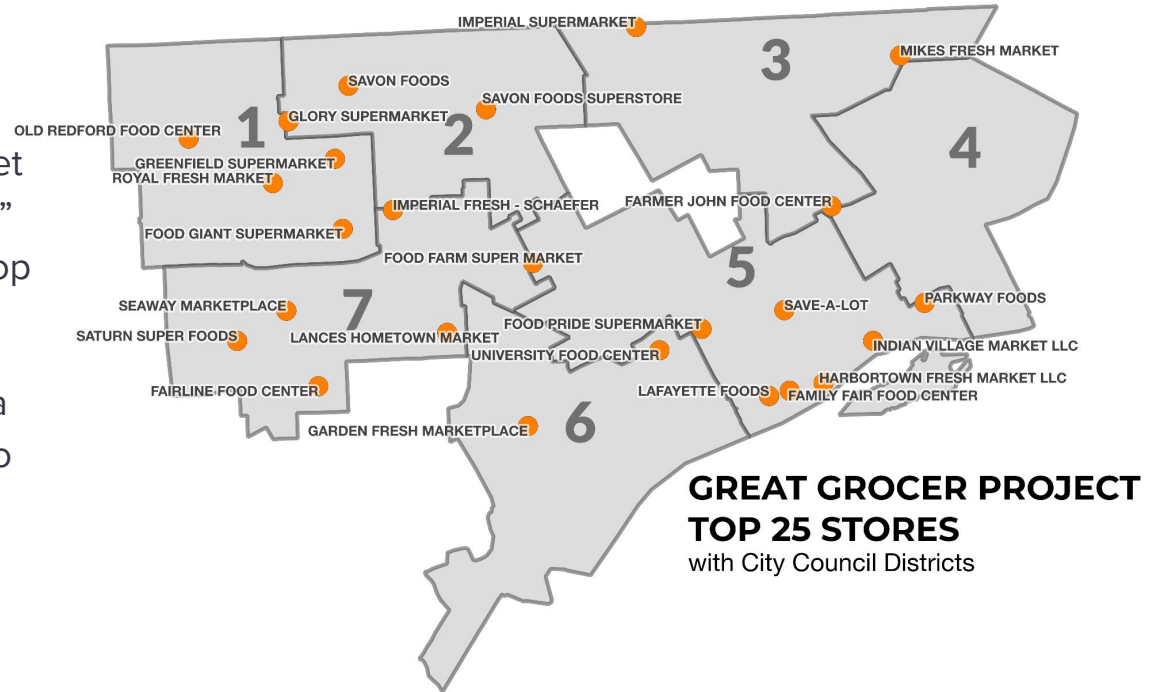 IMPERIAL SUPERMARKET
3
MIKES FRESH MARKET
SAVON FOODS
SAVON FOODS SUPERSTORE
GLORY SUPERMARKET
OLD REDFORD FOOD CENTER
1
2
4
GREENFIELD SUPERMARKET
et
ROYAL FRESH MARKET
IMPERIAL FRESH - SCHAEFER
FARMER JOHN FOOD CENTER
”
FOOD GIANT SUPERMARKET
FOOD FARM SUPER MARKET
5
op
SEAWAY MARKETPLACE
7
SAVE-A-LOT
PARKWAY FOODS
SATURN SUPER FOODS
LANCES HOMETOWN MARKET
FOOD PRIDE SUPERMARKET
INDIAN VILLAGE MARKET LLC
UNIVERSITY FOOD CENTER
HARBORTOWN FRESH MARKET LLC
FAIRLINE FOOD CENTER
LAFAYETTE FOODS
FAMILY FAIR FOOD CENTER
a
6
GARDEN FRESH MARKETPLACE
o
GREAT GROCER PROJECT
TOP 25 STORES
with City Council Districts